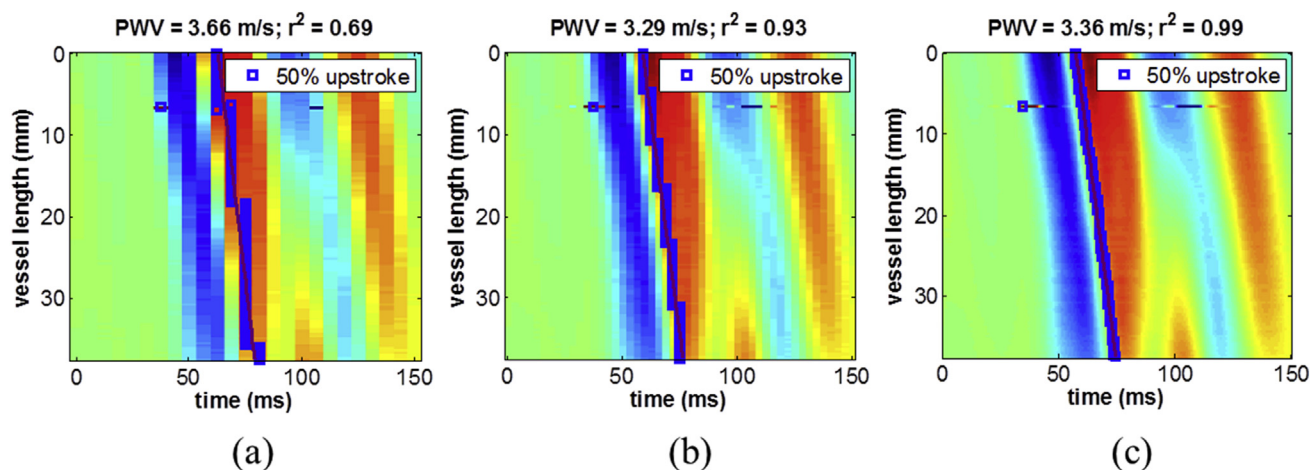 PWV = 3.66 m/s; r² = 0.69
0
10
20
30
vessel length (mm)
50% upstroke
0 50 100 150
time (ms)
(a)
PWV = 3.29 m/s; r² = 0.93
0
10
20
30
vessel length (mm)
50% upstroke
0 50 100 150
time (ms)
(b)
PWV = 3.36 m/s; r² = 0.99
0
10
20
30
vessel length (mm)
50% upstroke
0 50 100 150
time (ms)
(c)